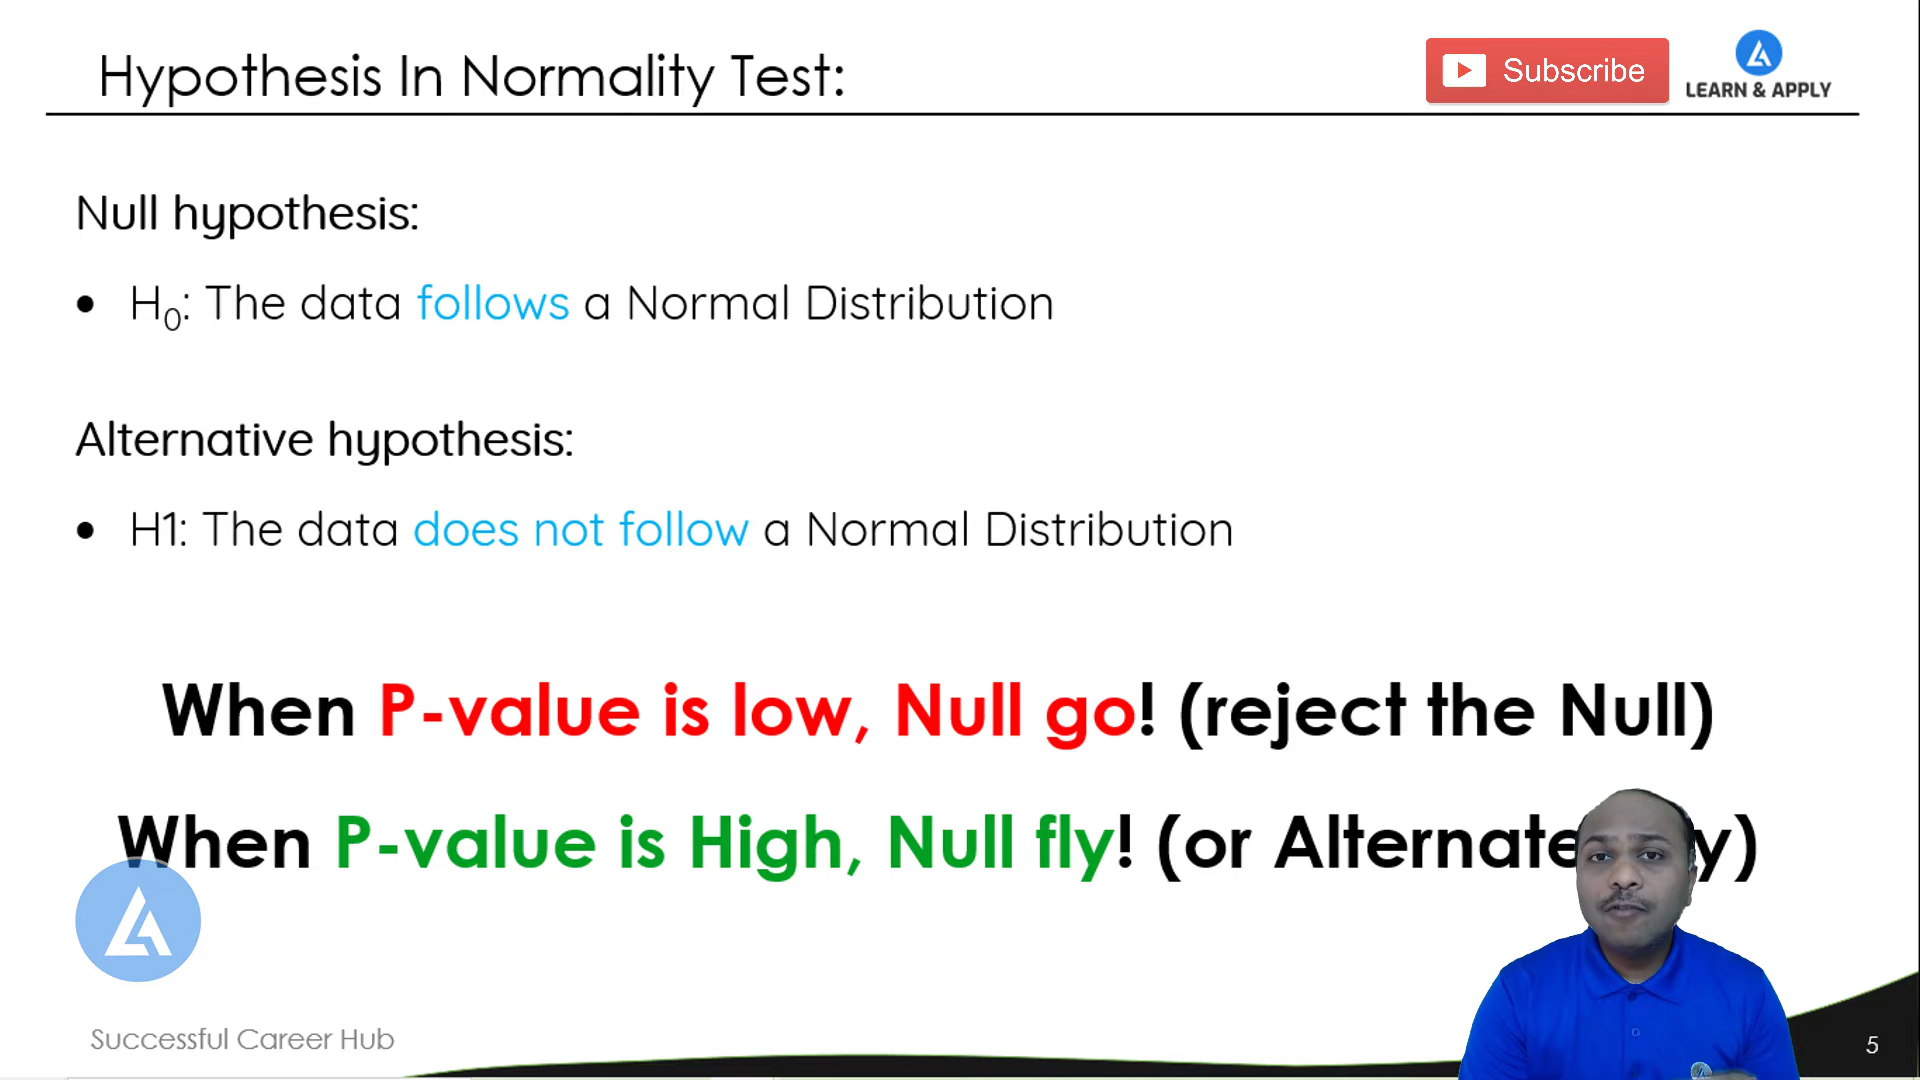 Hypothesis In Normality Test:
Subscribe
LEARN & APPLY
Null hypothesis:
• H₀: The data follows a Normal Distribution
Alternative hypothesis:
• H1: The data does not follow a Normal Distribution
When P-value is low, Null go! (reject the Null)
When P-value is High, Null fly! (or
Successful Career Hub
5